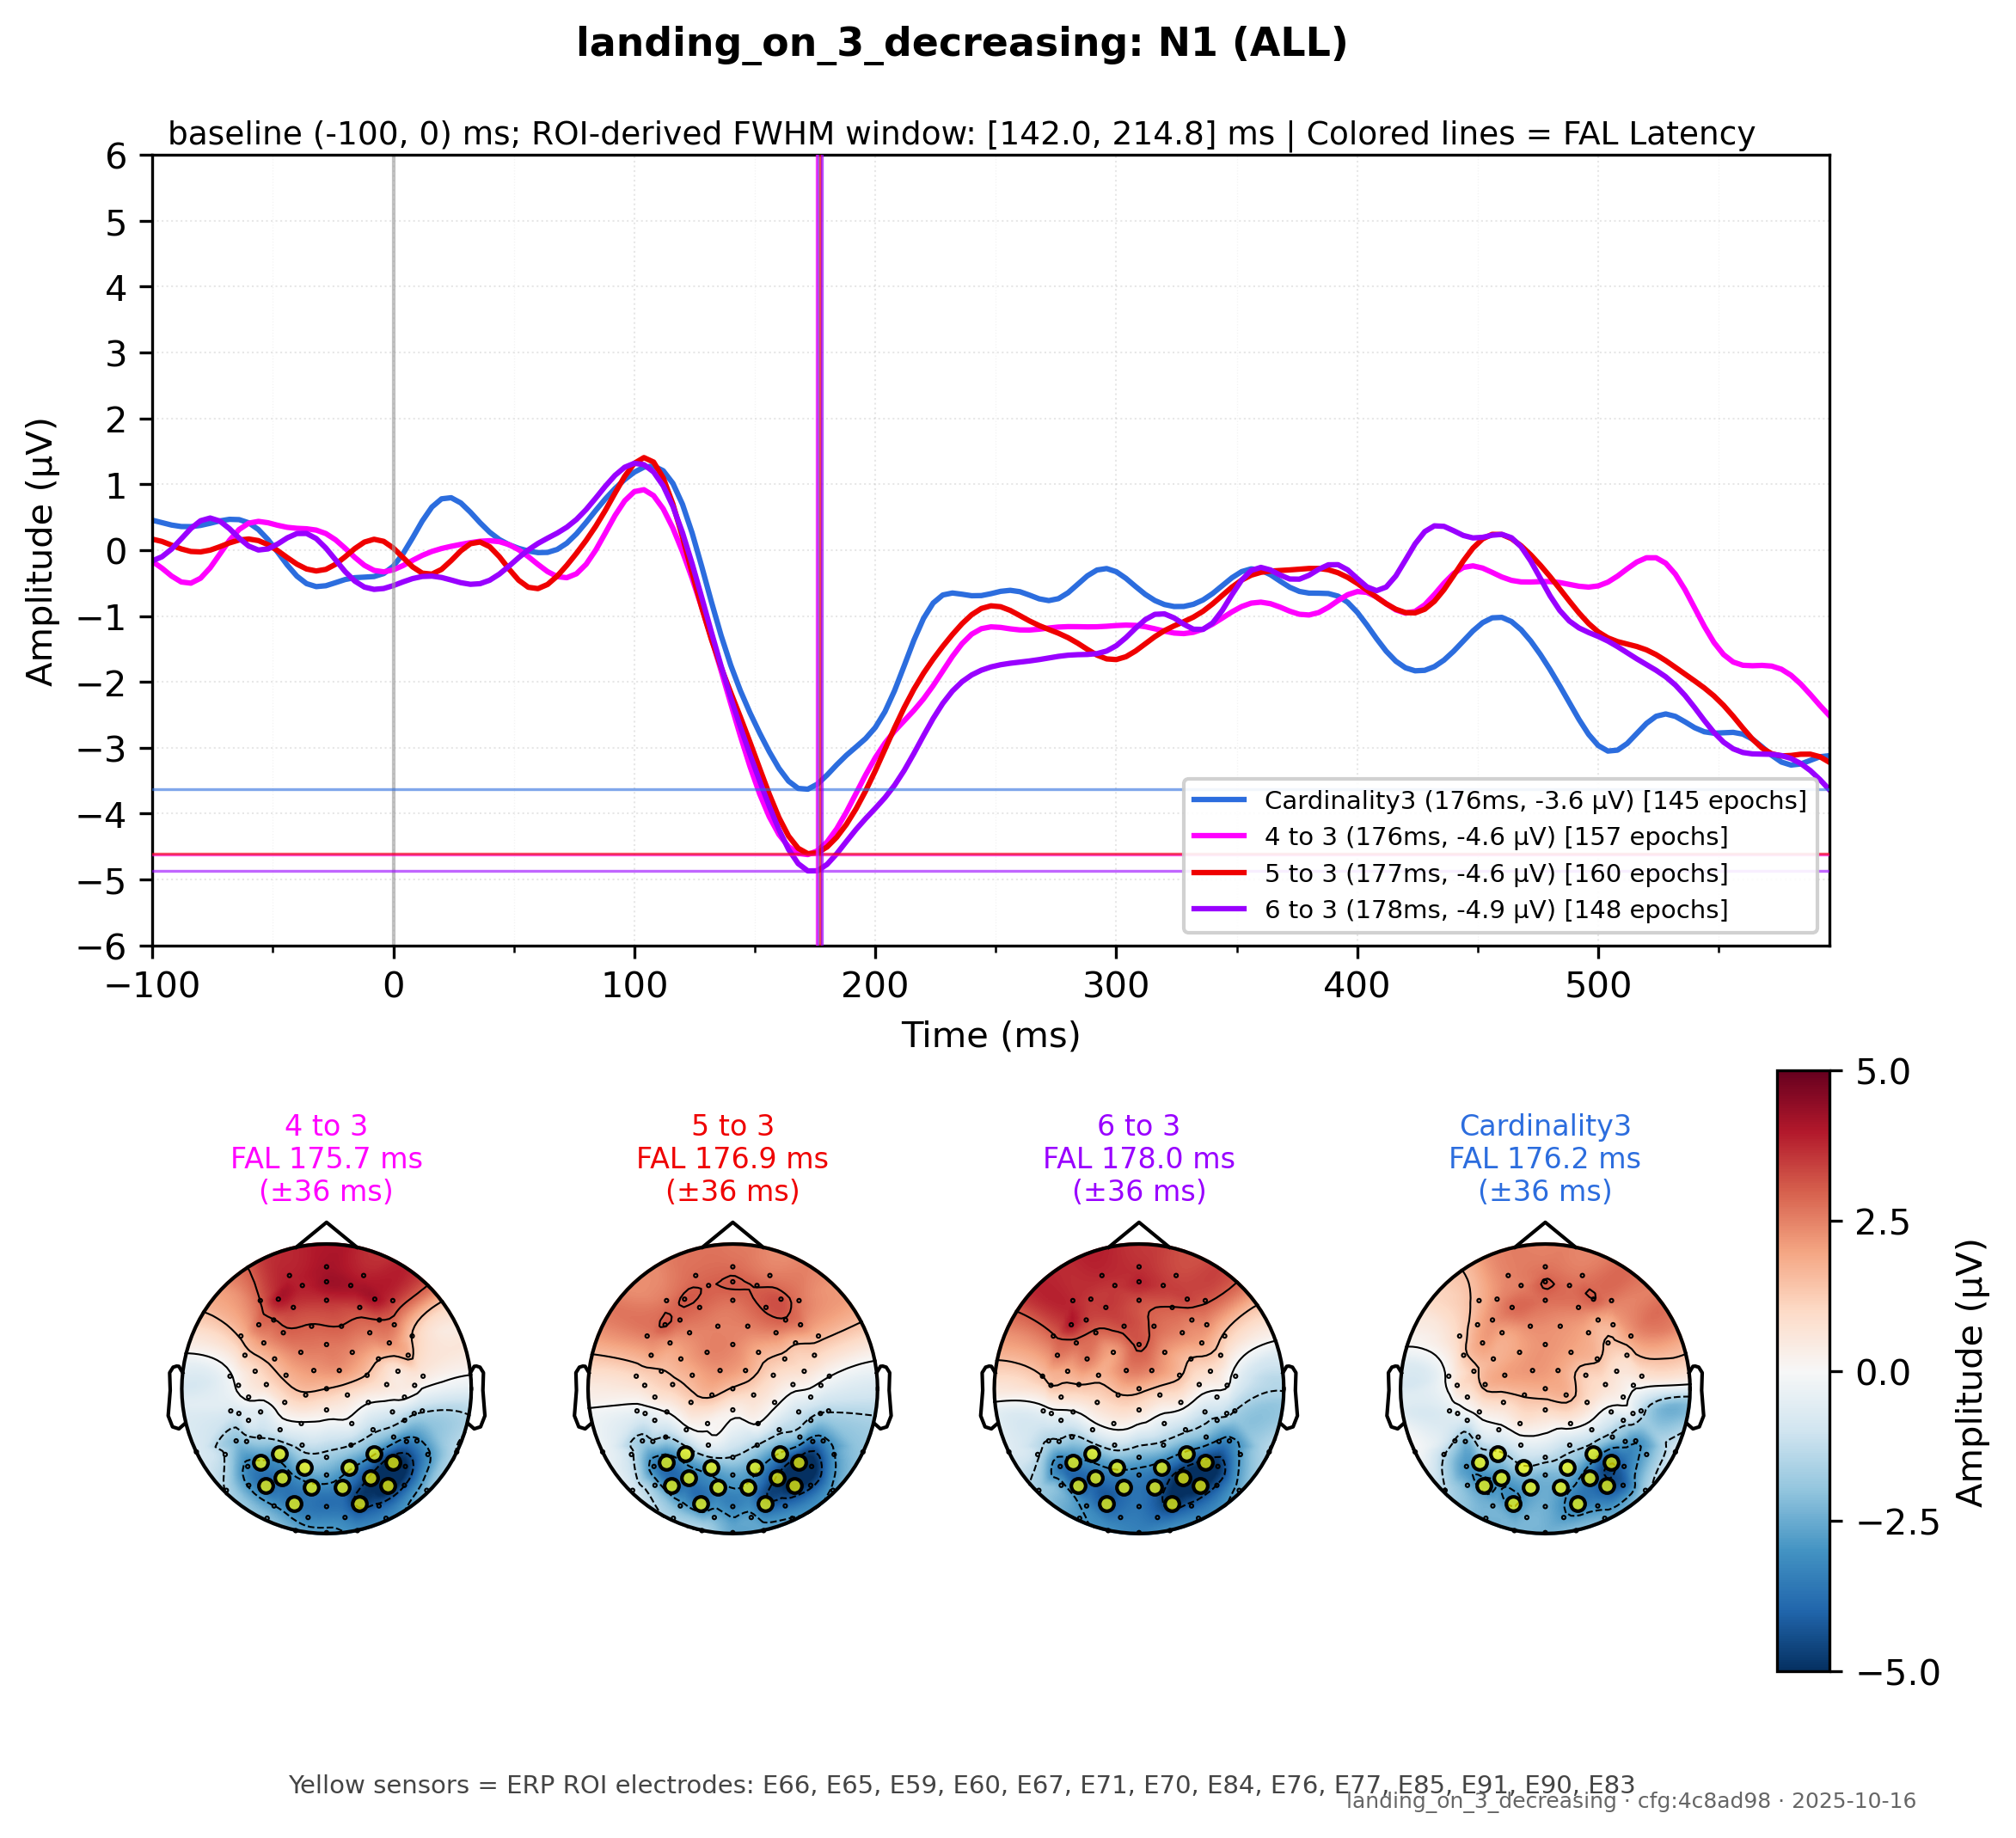 landing_on_3_decreasing: N1 (ALL)
baseline (-100, 0) ms; ROI-derived FWHM window: [142.0, 214.8] ms | Colored lines = FAL Latency
Amplitude (µV)
6
5
4
3
2
1
0
−1
−2
−3
−4
−5
−6
Cardinality3 (176ms, -3.6 µV) [145 epochs]
4 to 3 (176ms, -4.6 µV) [157 epochs]
5 to 3 (177ms, -4.6 µV) [160 epochs]
6 to 3 (178ms, -4.9 µV) [148 epochs]
−100 0 100 200 300 400 500
Time (ms)
4 to 3
FAL 175.7 ms
(±36 ms)
5 to 3
FAL 176.9 ms
(±36 ms)
6 to 3
FAL 178.0 ms
(±36 ms)
Cardinality3
FAL 176.2 ms
(±36 ms)
5.0
2.5
0.0
−2.5
−5.0
Amplitude (µV)
Yellow sensors = ERP ROI electrodes: E66, E65, E59, E60, E67, E71, E70, E84, E76, E77, E85, E91, E90, E83
landing_on_3_decreasing · cfg:4c8ad98 · 2025-10-16